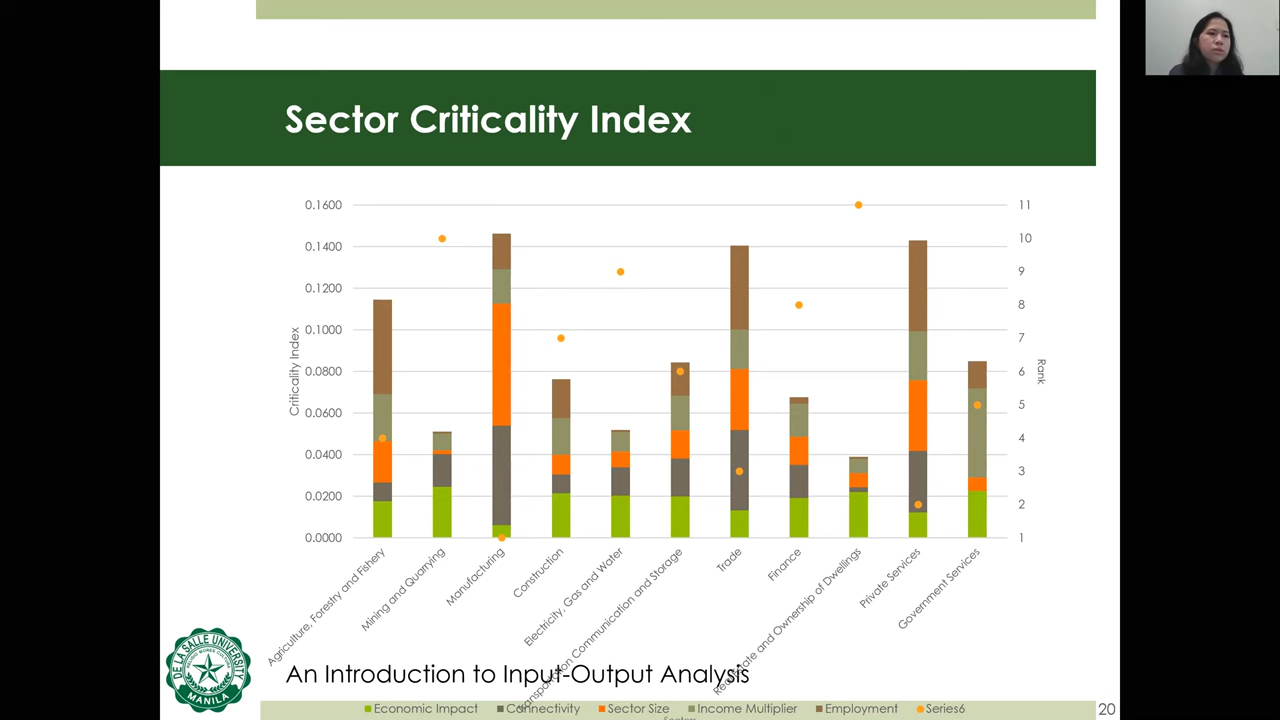 Sector Criticality Index
0.1600
0.1400
0.1200
0.1000
0.0800
0.0600
0.0400
0.0200
0.0000
Criticality Index
11
10
9
8
7
6
5
4
3
2
1
Rank
Agriculture, Forestry and Fishery
Mining and Quarrying
Manufacturing
Construction
Electricity, Gas and Water
Transportation Communication and Storage
Trade
Finance
Real Estate and Ownership of Dwellings
Private Services
Government Services
DE LA SALLE UNIVERSITY
MANILA
An Introduction to Input-Output Analysis
Economic Impact Connectivity Sector Size Income Multiplier Employment Series6
Sectors
20